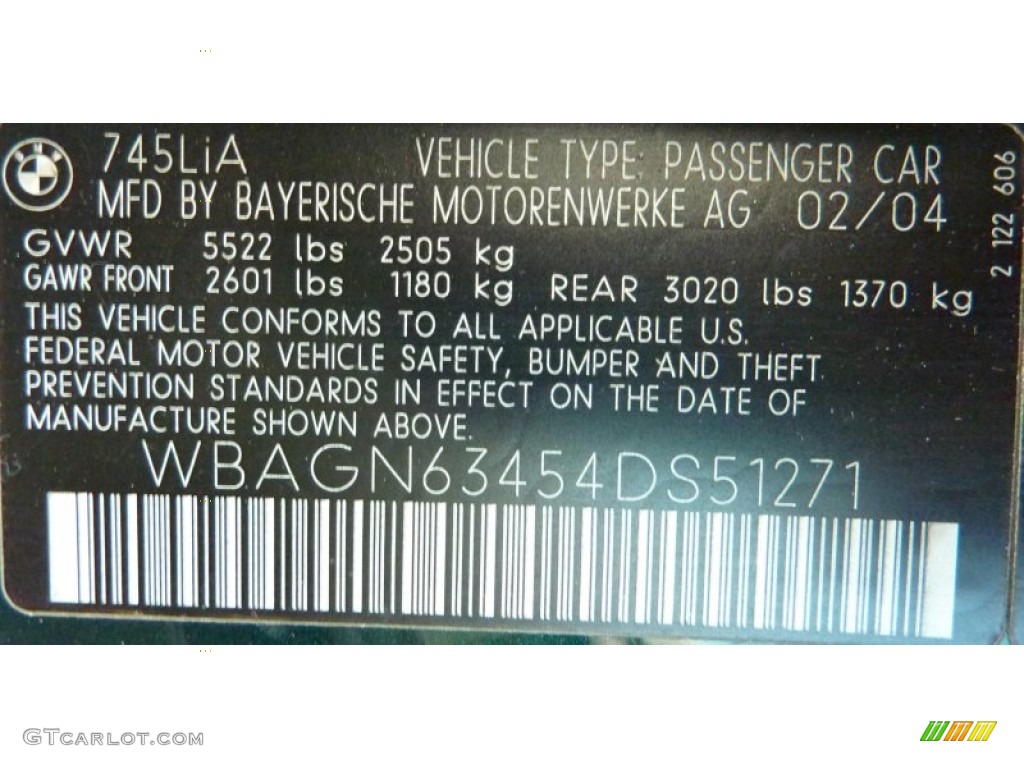 745LiA VEHICLE TYPE: PASSENGER CAR
MFD BY BAYERISCHE MOTORENWERKE AG 02/04
GVWR 5522 lbs 2505 kg
GAWR FRONT 2601 lbs 1180 kg REAR 3020 lbs 1370 kg
THIS VEHICLE CONFORMS TO ALL APPLICABLE U.S.
FEDERAL MOTOR VEHICLE SAFETY, BUMPER AND THEFT
PREVENTION STANDARDS IN EFFECT ON THE DATE OF
MANUFACTURE SHOWN ABOVE.
WBAGN63454DS51271
2 122 606
GTCARLOT.COM